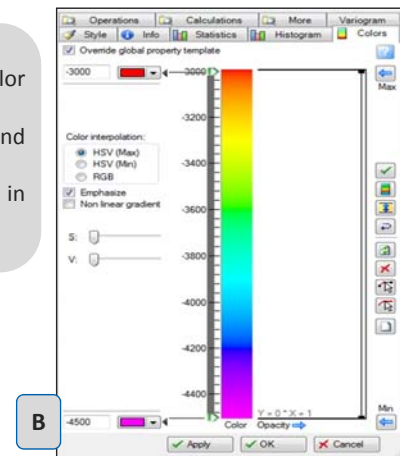 lor
nd
in
Operations Calculations More Variogram
Style Info Statistics Histogram Colors
Override global property template
-3000
-3000
Max
-3200
Color interpolation:
HSV (Max)
HSV (Min)
RGB
-3400
Emphasize
Non linear gradient
-3600
S:
V:
-3800
-4000
-4200
-4400
Y = 0 * X + 1
Min
B
-4500
Color Opacity
Apply OK Cancel